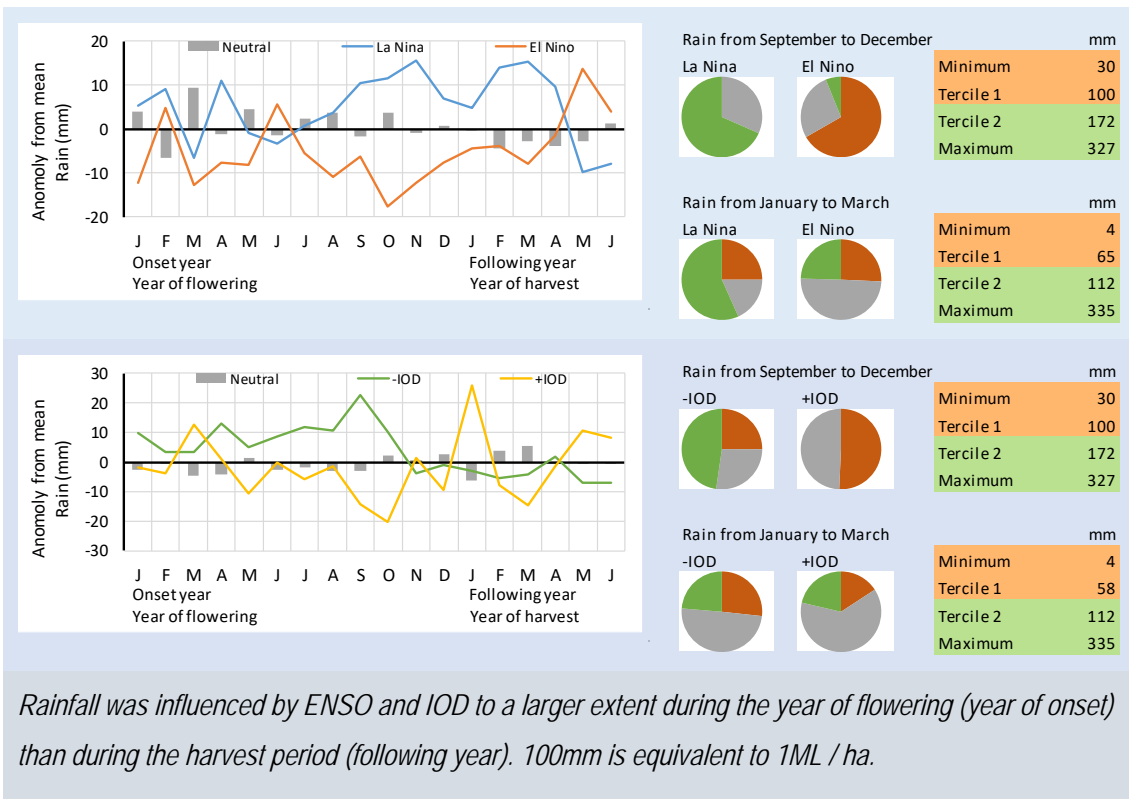 20
10
0
-10
-20
Anomoly from mean
Rain (mm)
Neutral La Nina El Nino
J F M A M J J A S O N D J F M A M J
Onset year Following year
Year of flowering Year of harvest
Rain from September to December mm
La Nina El Nino
Minimum 30
Tercile 1 100
Tercile 2 172
Maximum 327
Rain from January to March mm
La Nina El Nino
Minimum 4
Tercile 1 65
Tercile 2 112
Maximum 335
30
20
10
0
-10
-20
-30
Anomoly from mean
Rain (mm)
Neutral -IOD +IOD
J F M A M J J A S O N D J F M A M J
Onset year Following year
Year of flowering Year of harvest
Rain from September to December mm
-IOD +IOD
Minimum 30
Tercile 1 100
Tercile 2 172
Maximum 327
Rain from January to March mm
-IOD +IOD
Minimum 4
Tercile 1 58
Tercile 2 112
Maximum 335
Rainfall was influenced by ENSO and IOD to a larger extent during the year of flowering (year of onset)
than during the harvest period (following year). 100mm is equivalent to 1ML / ha.